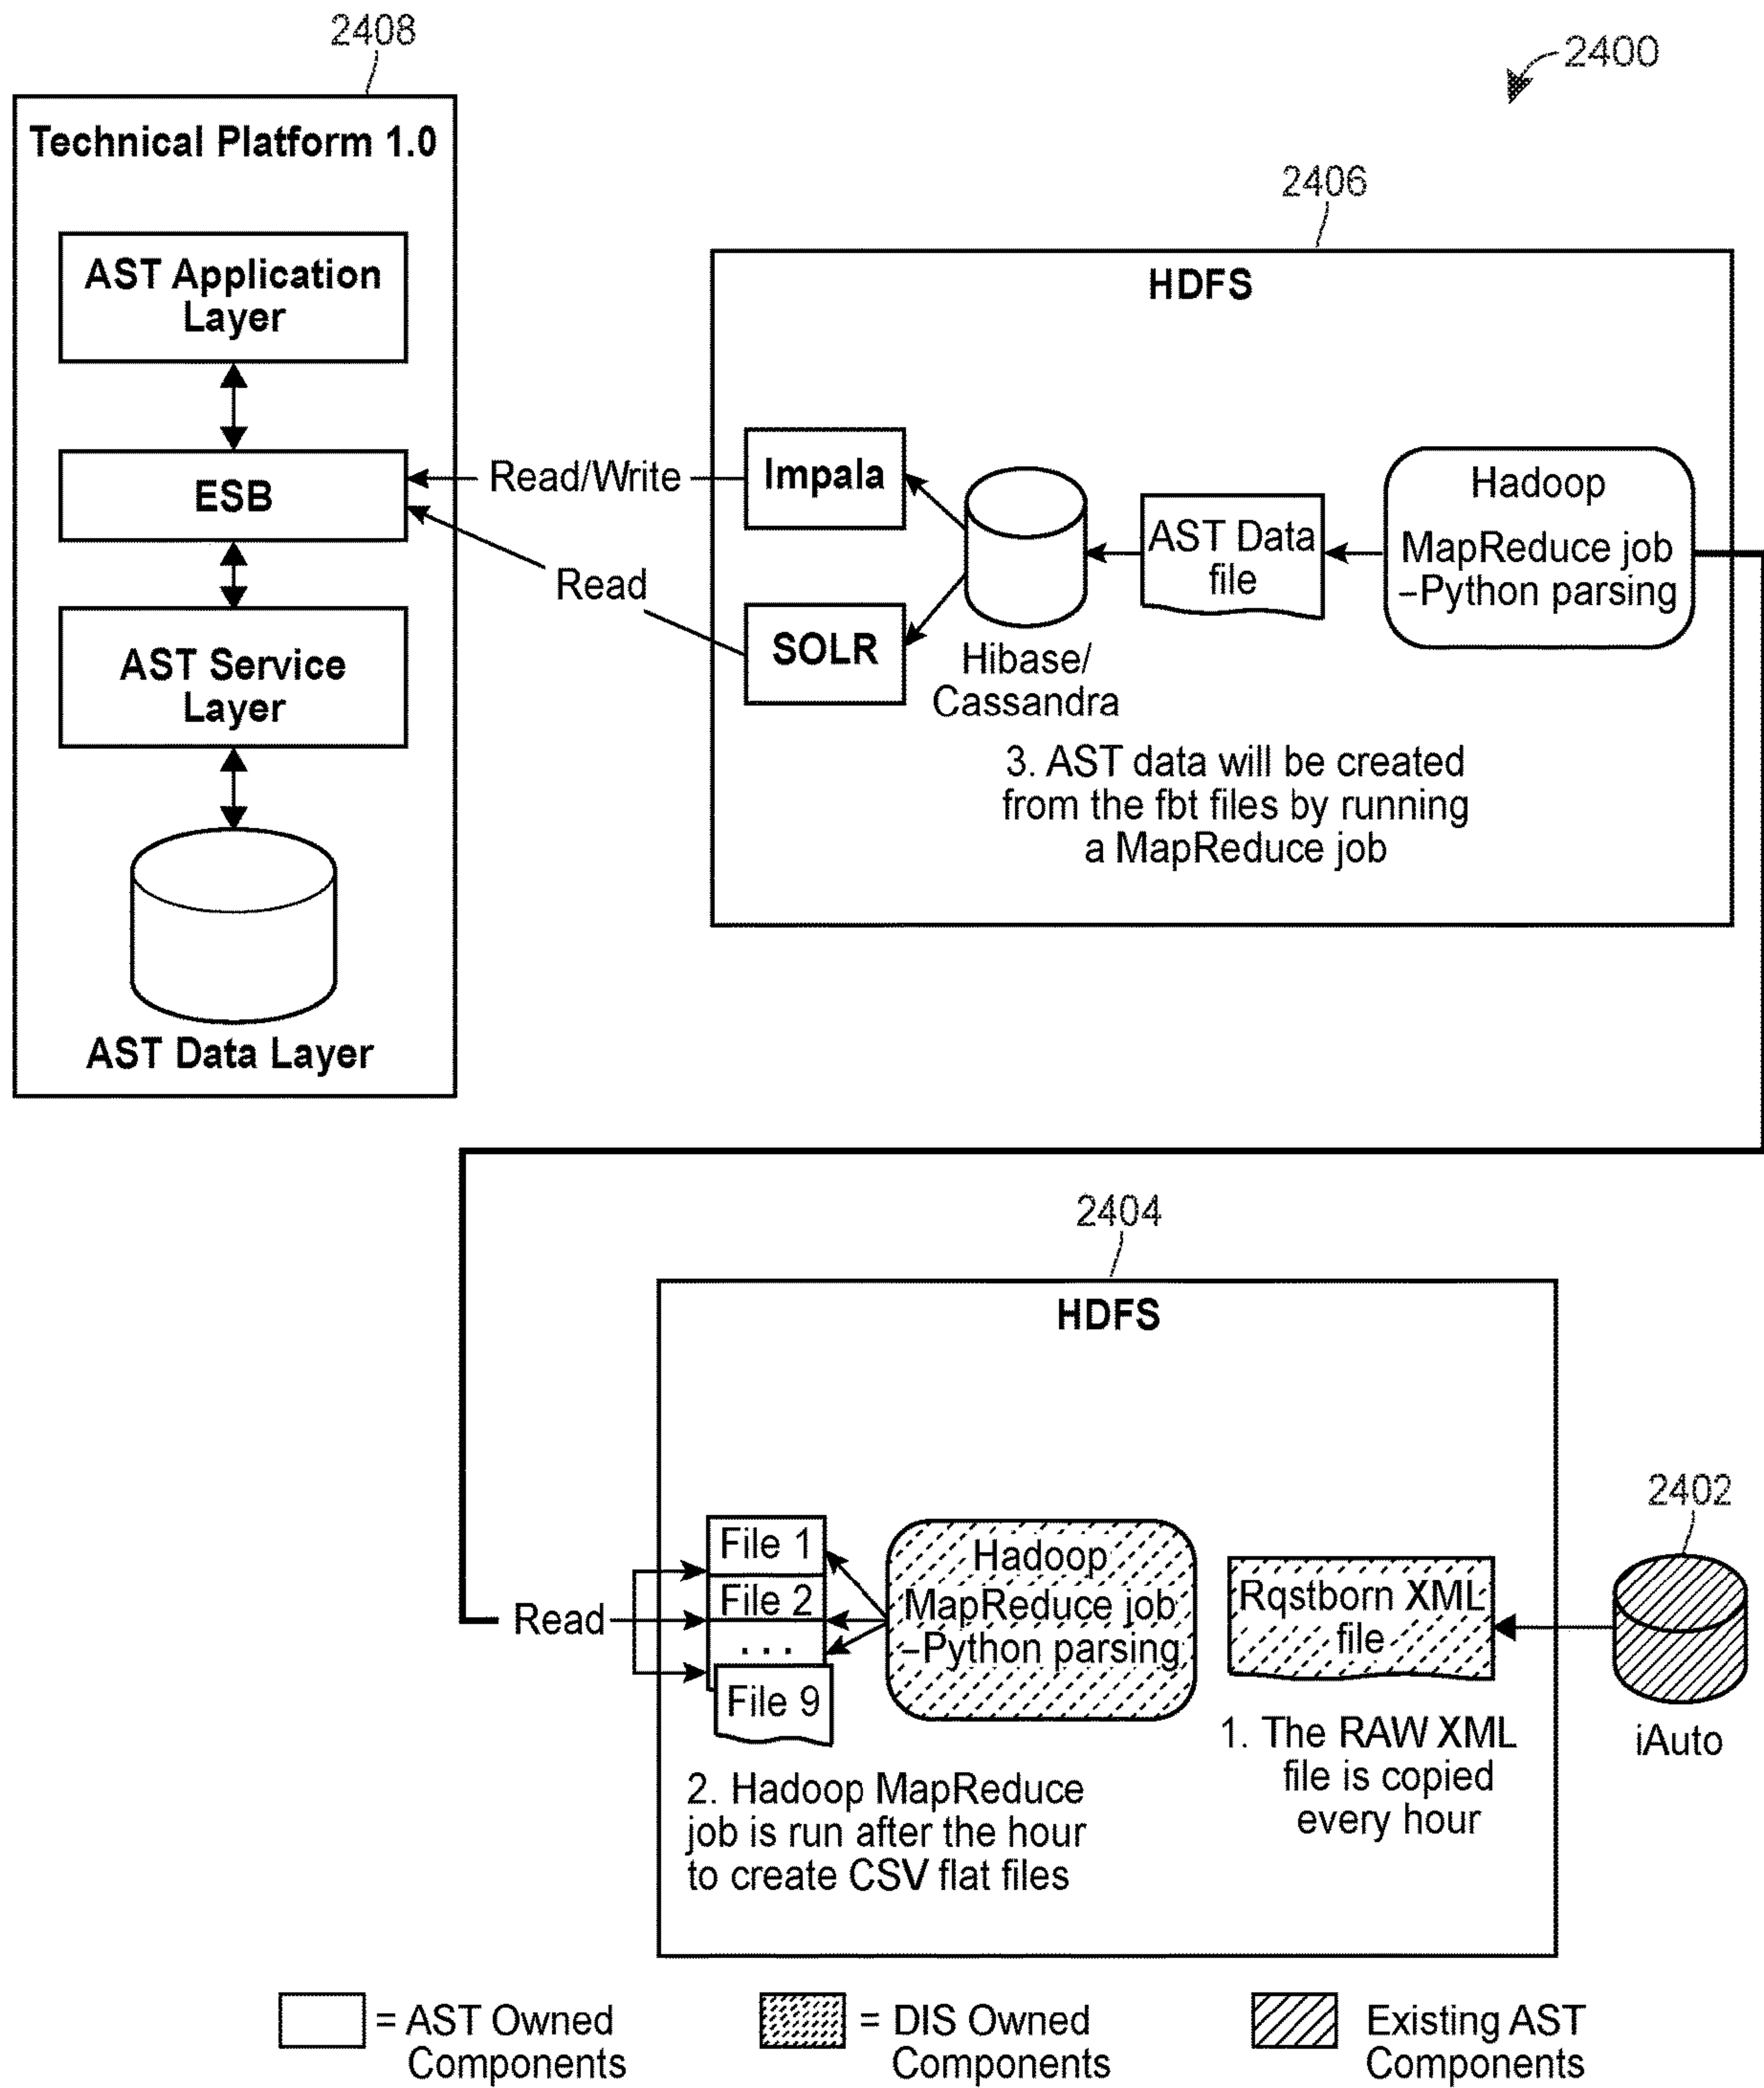 2408
2400
Technical Platform 1.0
2406
AST Application
Layer
HDFS
ESB
Read/Write
Impala
Hadoop
MapReduce job
–Python parsing
AST Data
file
Read
SOLR
Hibase/
Cassandra
AST Service
Layer
3. AST data will be created
from the fbt files by running
a MapReduce job
AST Data Layer
2404
HDFS
2402
Read
File 1
File 2
. . .
File 9
Hadoop
MapReduce job
–Python parsing
Rqstborn XML
file
iAuto
1. The RAW XML
file is copied
every hour
2. Hadoop MapReduce
job is run after the hour
to create CSV flat files
= AST Owned
Components
= DIS Owned
Components
Existing AST
Components